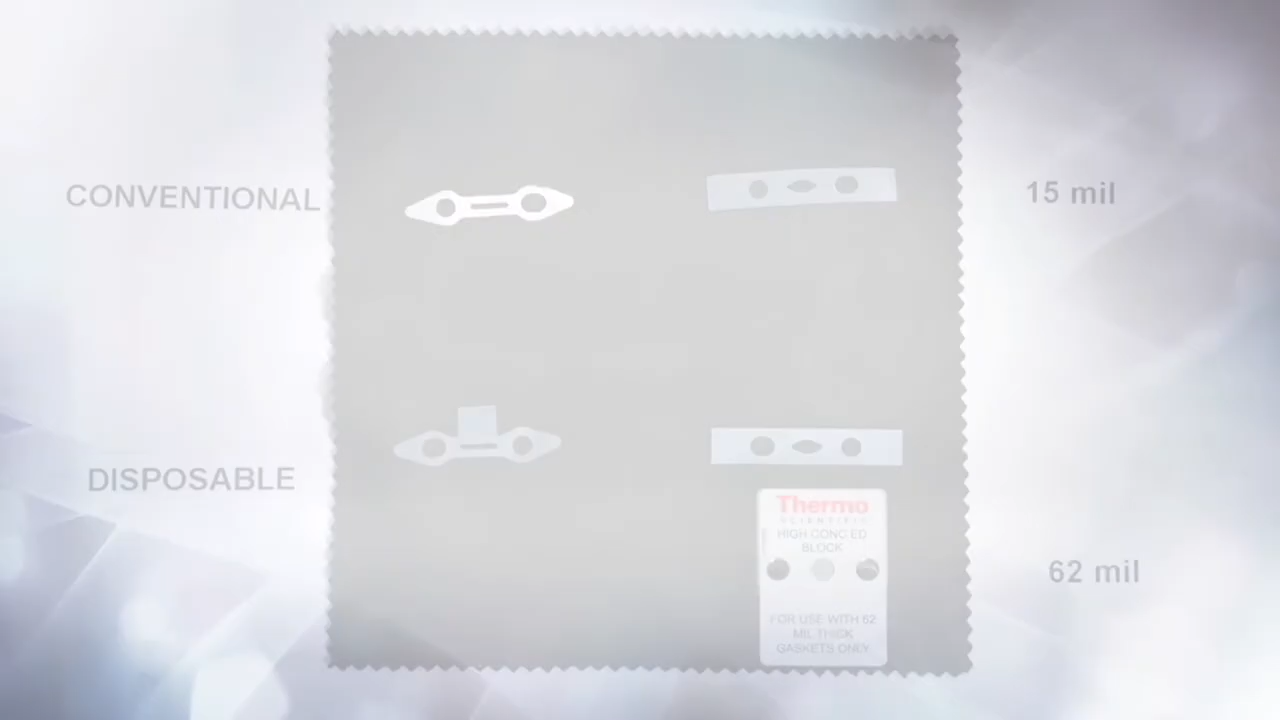 CONVENTIONAL
15 mil
DISPOSABLE
Thermo
SCIENTIFIC
HIGH CONC ED
BLOCK
62 mil
FOR USE WITH 62
MIL THICK
GASKETS ONLY